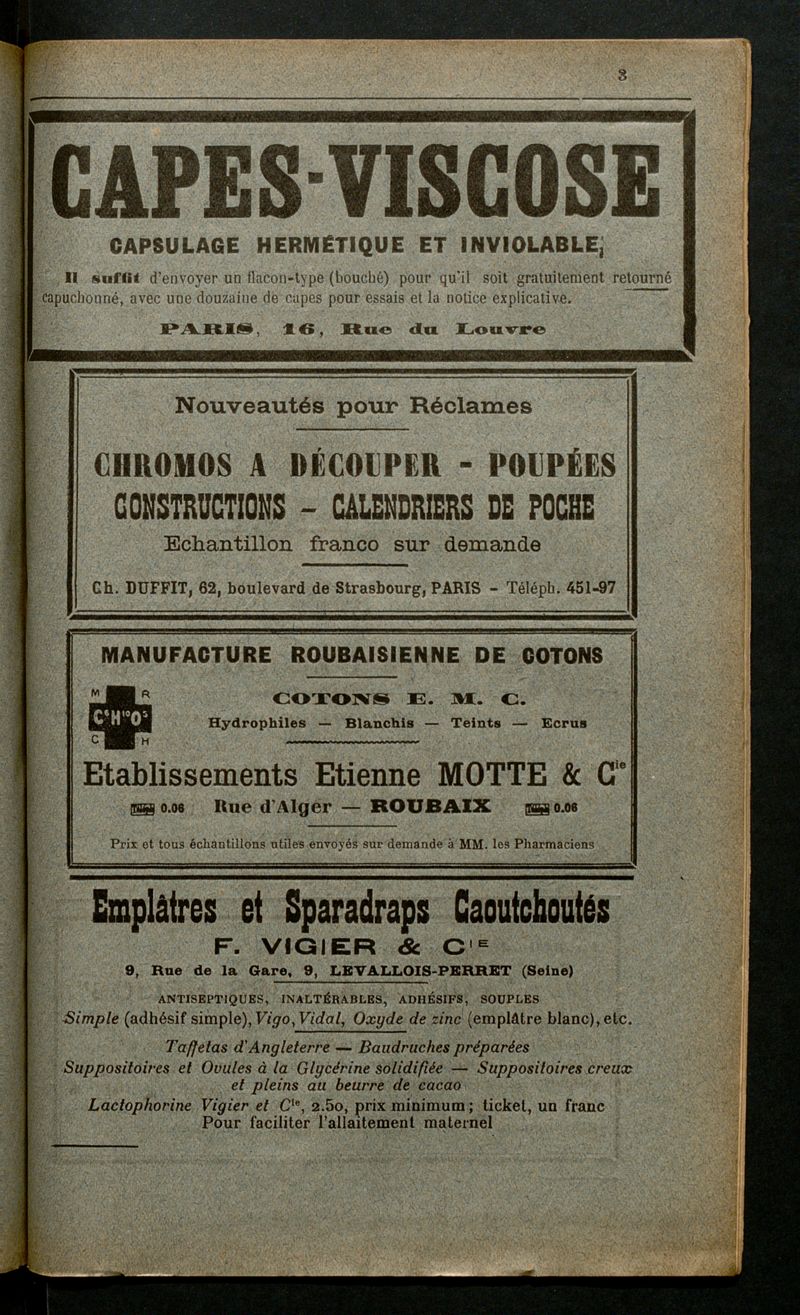 3
CAPES-VISCOSE
CAPSULAGE HERMÉTIQUE ET INVIOLABLE;
Il suffit d'envoyer un flacon-type (bouché) pour qu'il soit gratuitement retourné
capuchonné, avec une douzaine de capes pour essais et la notice explicative.
PARIS, 16, Rue du Louvre
Nouveautés pour Réclames
CHROMOS A DÉCOUPER - POUPÉES
CONSTRUCTIONS - CALENDRIERS DE POCHE
Echantillon franco sur demande
Ch. DUFFIT, 62, boulevard de Strasbourg, PARIS - Téléph. 451-97
MANUFACTURE ROUBAISIENNE DE COTONS
M R
C⁶H¹⁰O⁵
C H
COTONS E. M. C.
Hydrophiles — Blanchis — Teints — Ecrus
Etablissements Etienne MOTTE & Cie
0.06 Rue d'Alger — ROUBAIX 0.06
Prix et tous échantillons utiles envoyés sur demande à MM. les Pharmaciens
Emplâtres et Sparadraps Caoutchoutés
F. VIGIER & CIE
9, Rue de la Gare, 9, LEVALLOIS-PERRET (Seine)
ANTISEPTIQUES, INALTÉRABLES, ADHÉSIFS, SOUPLES
Simple (adhésif simple), Vigo, Vidal, Oxyde de zinc (emplâtre blanc), etc.
Taffetas d'Angleterre — Baudruches préparées
Suppositoires et Ovules à la Glycérine solidifiée — Suppositoires creux
et pleins au beurre de cacao
Lactophorine Vigier et Cie, 2.50, prix minimum; ticket, un franc
Pour faciliter l'allaitement maternel